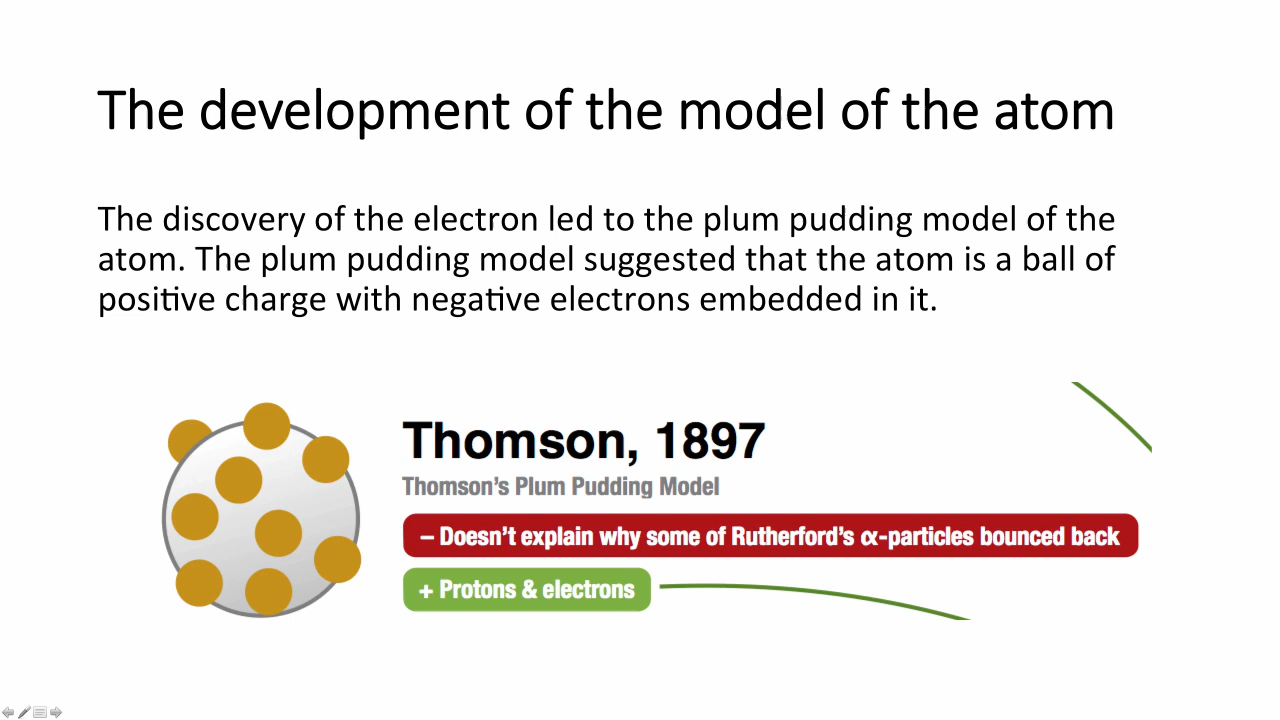 The development of the model of the atom
The discovery of the electron led to the plum pudding model of the
atom. The plum pudding model suggested that the atom is a ball of
positive charge with negative electrons embedded in it.
Thomson, 1897
Thomson’s Plum Pudding Model
– Doesn’t explain why some of Rutherford’s α-particles bounced back
+ Protons & electrons